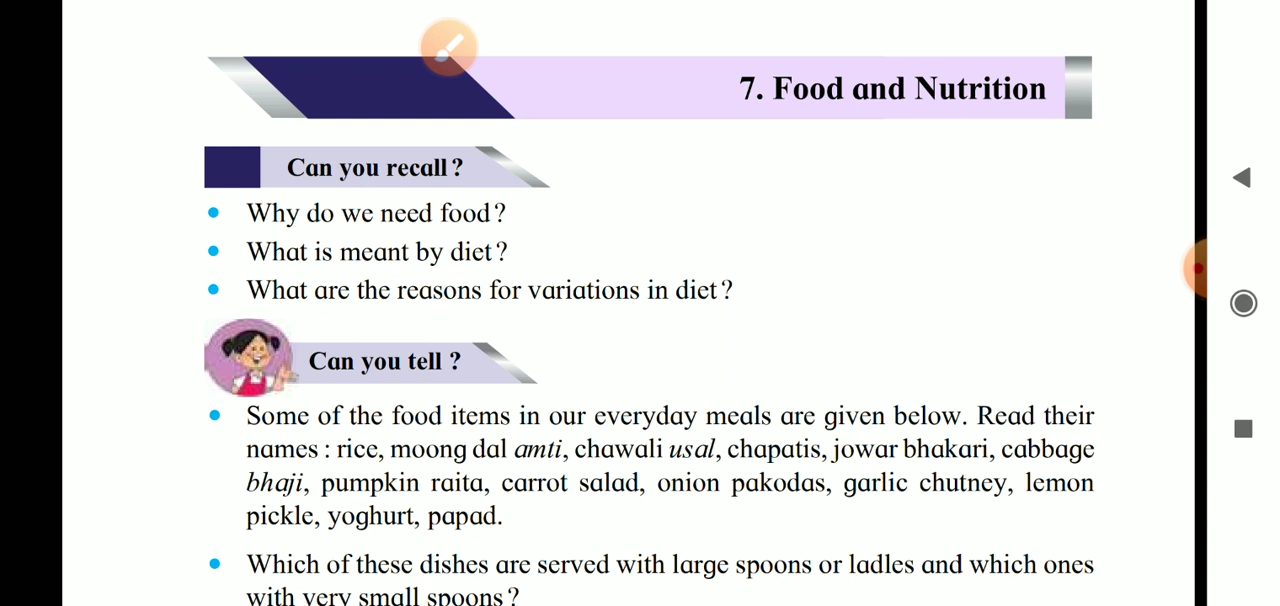 7. Food and Nutrition
Can you recall?
• Why do we need food?
• What is meant by diet?
• What are the reasons for variations in diet?
Can you tell ?
• Some of the food items in our everyday meals are given below. Read their
names : rice, moong dal amti, chawali usal, chapatis, jowar bhakari, cabbage
bhaji, pumpkin raita, carrot salad, onion pakodas, garlic chutney, lemon
pickle, yoghurt, papad.
• Which of these dishes are served with large spoons or ladles and which ones
with very small spoons?